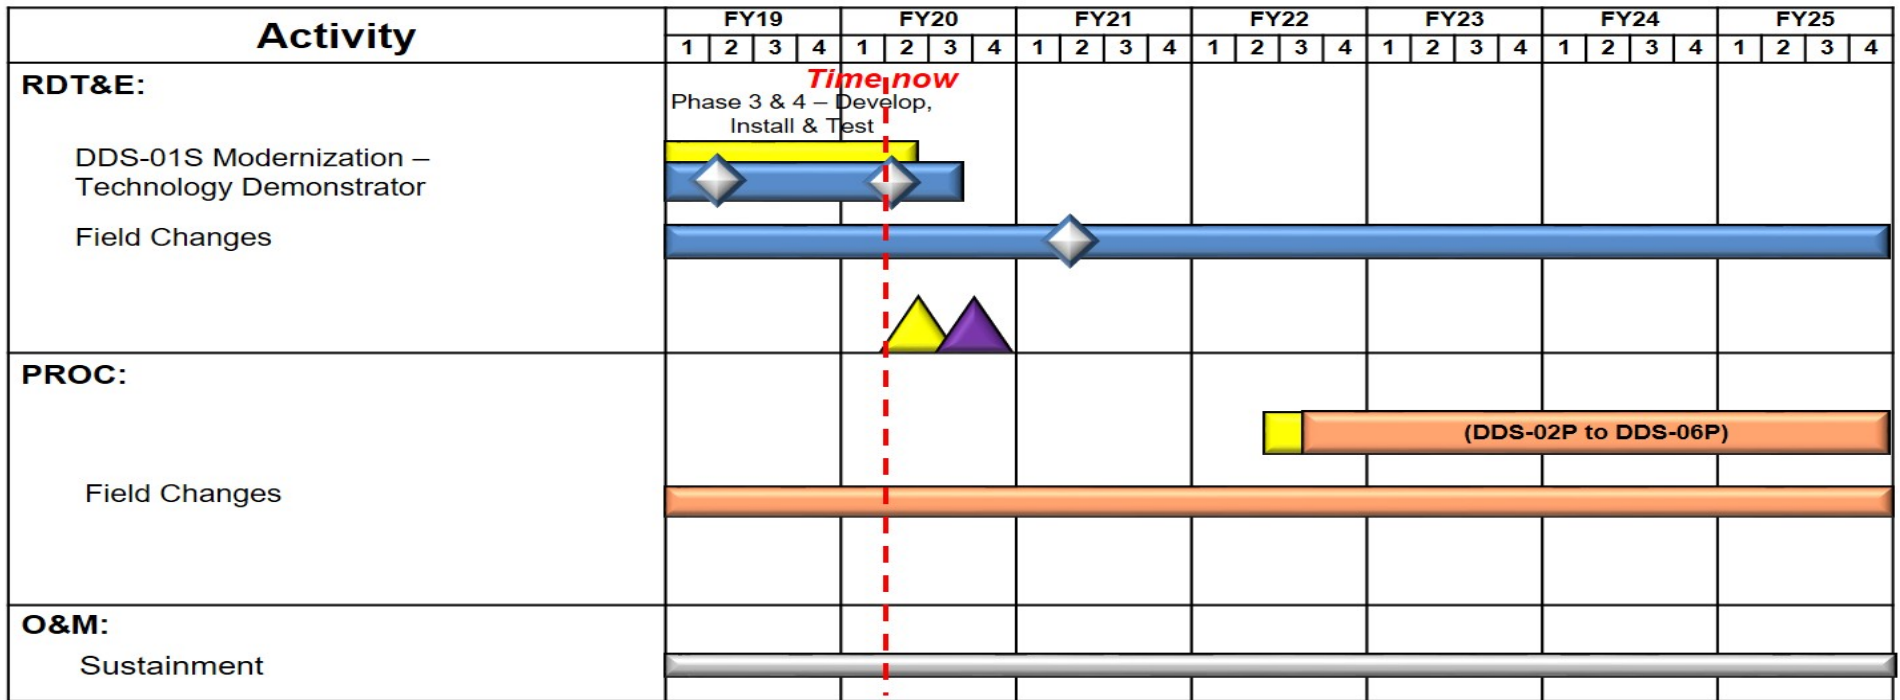 Activity
FY19 FY20 FY21 FY22 FY23 FY24 FY25
1 2 3 4 1 2 3 4 1 2 3 4 1 2 3 4 1 2 3 4 1 2 3 4 1 2 3 4
RDT&E:
Time now
Phase 3 & 4 – Develop,
Install & Test
DDS-01S Modernization –
Technology Demonstrator
Field Changes
PROC:
(DDS-02P to DDS-06P)
Field Changes
O&M:
Sustainment